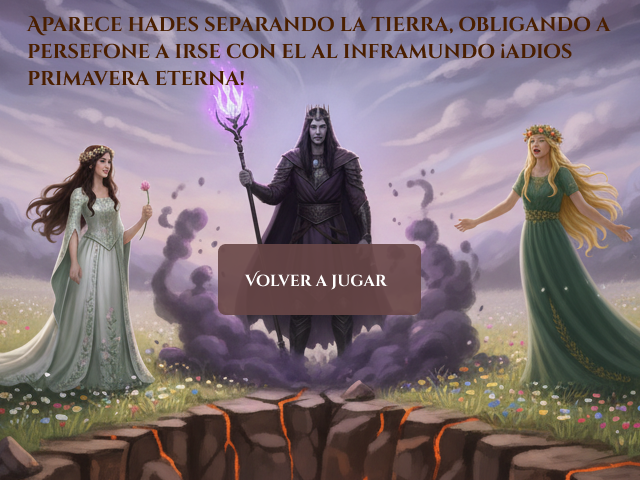 Aparece Hades separando la Tierra, obligando a
Persefone a irse con el al inframundo ¡adios
primavera eterna!
Volver a jugar